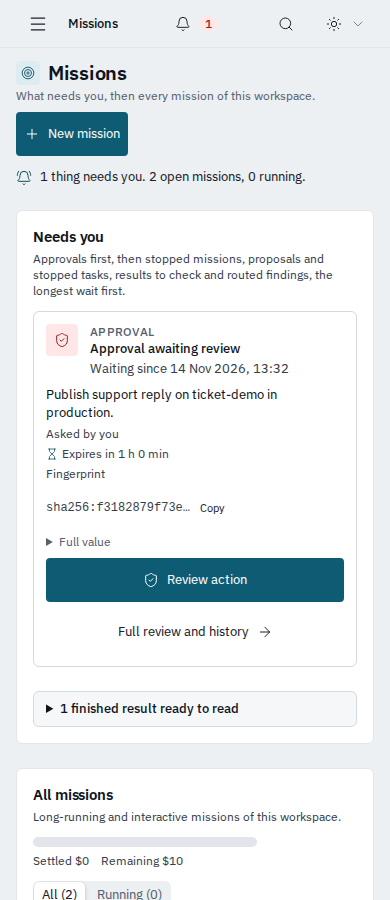 Missions
1
Missions
What needs you, then every mission of this workspace.
New mission
1 thing needs you. 2 open missions, 0 running.
Needs you
Approvals first, then stopped missions, proposals and
stopped tasks, results to check and routed findings, the
longest wait first.
APPROVAL
Approval awaiting review
Waiting since 14 Nov 2026, 13:32
Publish support reply on ticket-demo in
production.
Asked by you
Expires in 1 h 0 min
Fingerprint
sha256:f3182879f73e… Copy
Full value
Review action
Full review and history
1 finished result ready to read
All missions
Long-running and interactive missions of this workspace.
Settled $0 Remaining $10
All (2) Running (0)